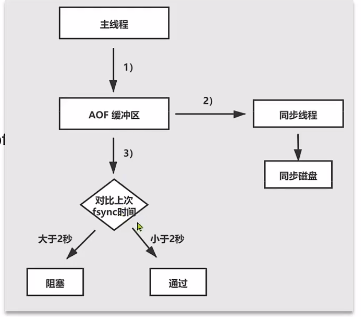 主线程
1）
AOF 缓冲区
2）
同步线程
3）
同步磁盘
对比上次
fsync时间
大于2秒
小于2秒
阻塞
通过